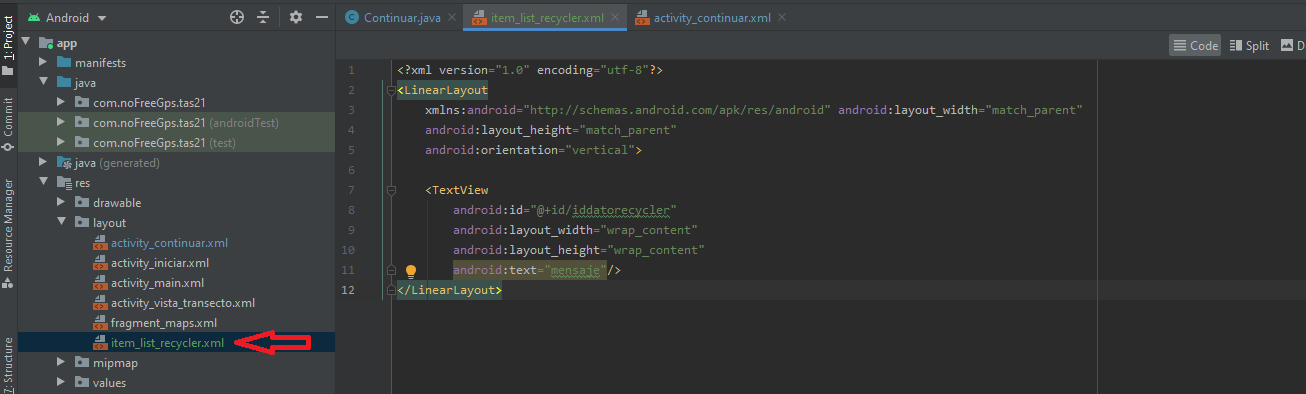 Android
Continuar.java
item_list_recycler.xml
activity_continuar.xml
1: Project
Commit
Resource Manager
7: Structure
Code
Split
D
app
manifests
java
com.noFreeGps.tas21
com.noFreeGps.tas21 (androidTest)
com.noFreeGps.tas21 (test)
java (generated)
res
drawable
layout
activity_continuar.xml
activity_iniciar.xml
activity_main.xml
activity_vista_transecto.xml
fragment_maps.xml
item_list_recycler.xml
mipmap
values
1 <?xml version="1.0" encoding="utf-8"?>
2 <LinearLayout
3 xmlns:android="http://schemas.android.com/apk/res/android" android:layout_width="match_parent"
4 android:layout_height="match_parent"
5 android:orientation="vertical">
6
7 <TextView
8 android:id="@+id/iddatorecycler"
9 android:layout_width="wrap_content"
10 android:layout_height="wrap_content"
11 android:text="mensaje"/>
12 </LinearLayout>